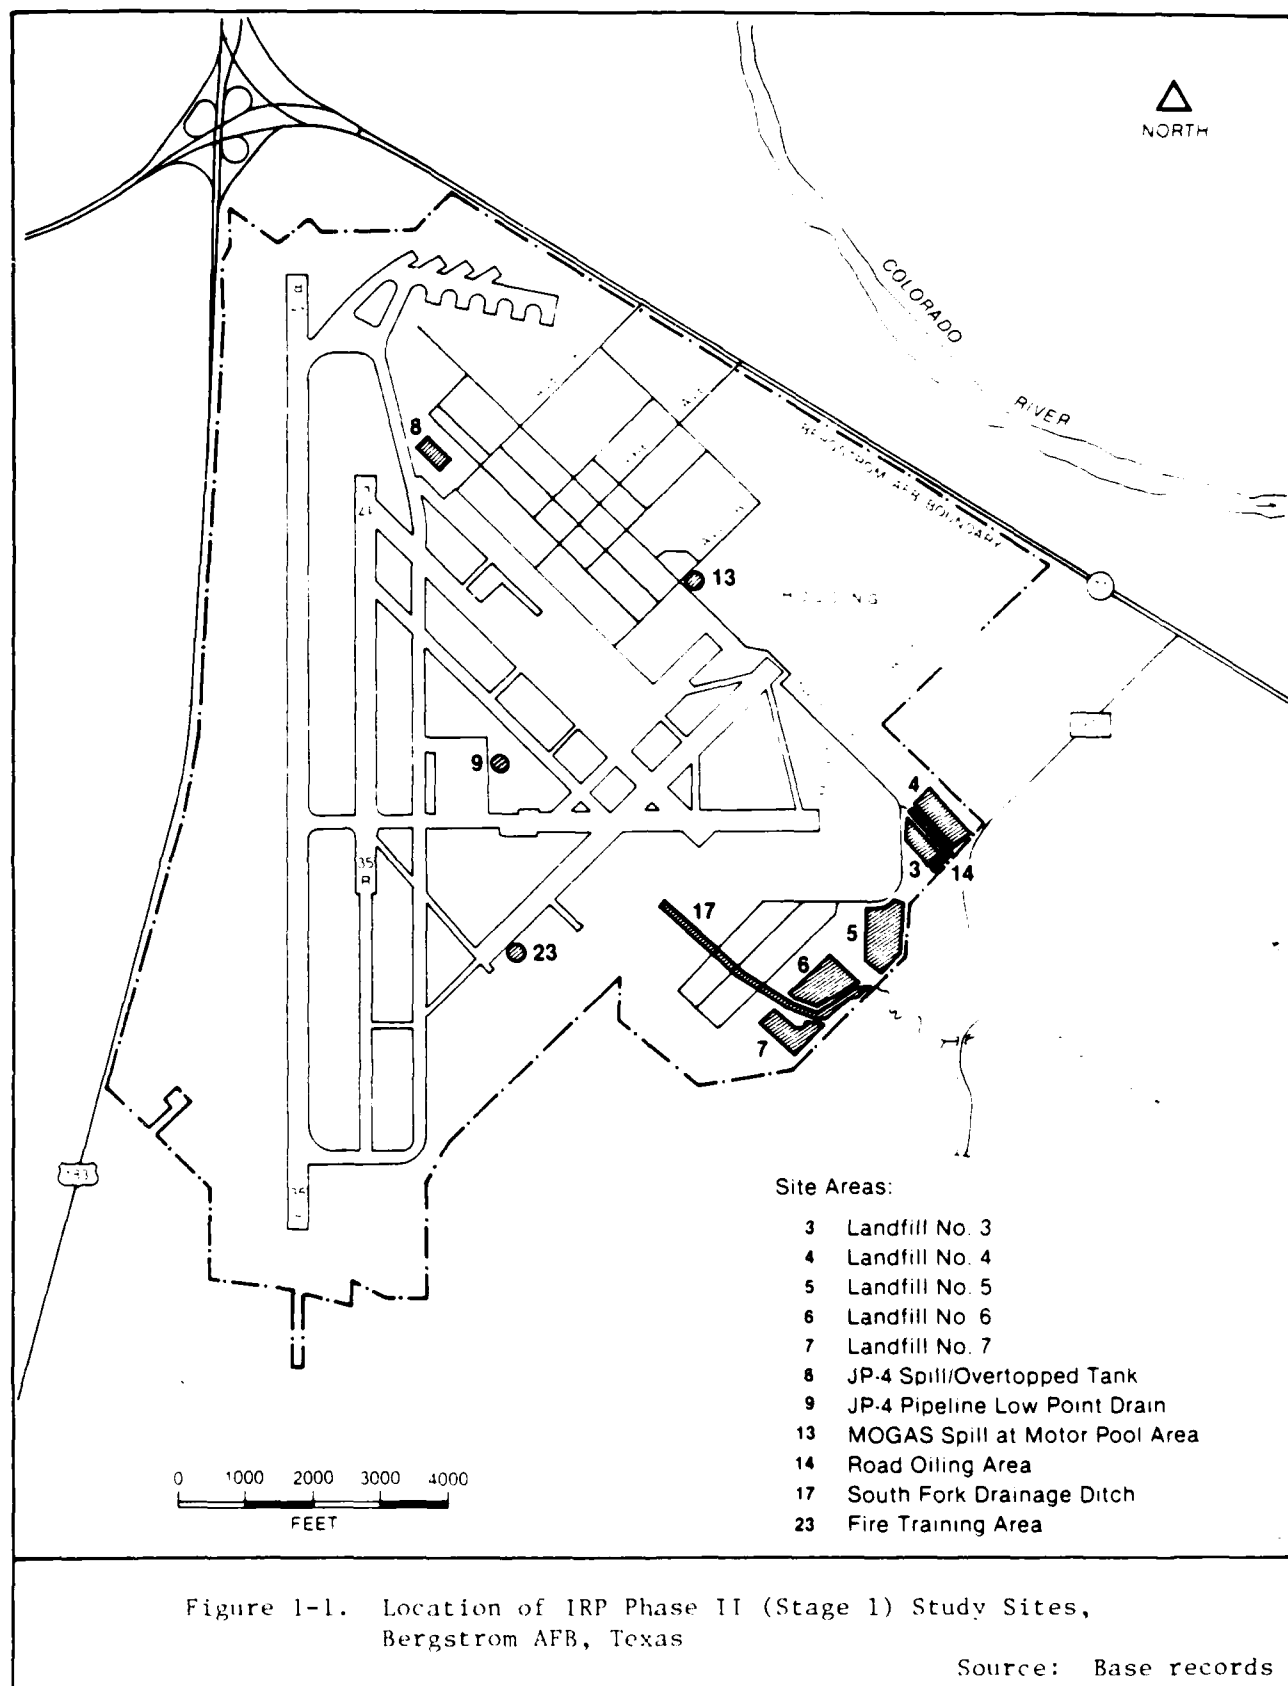 NORTH
COLORADO
RIVER
BERGSTROM AFB BOUNDARY
8
13
HOUSING
9
4
3
14
17
5
23
6
7
35
R
Site Areas:
3 Landfill No. 3
4 Landfill No. 4
5 Landfill No. 5
6 Landfill No 6
7 Landfill No. 7
8 JP-4 Spill/Overtopped Tank
9 JP-4 Pipeline Low Point Drain
13 MOGAS Spill at Motor Pool Area
14 Road Oiling Area
17 South Fork Drainage Ditch
23 Fire Training Area
0 1000 2000 3000 4000
FEET
Figure 1-1. Location of IRP Phase II (Stage 1) Study Sites,
Bergstrom AFB, Texas
Source: Base records